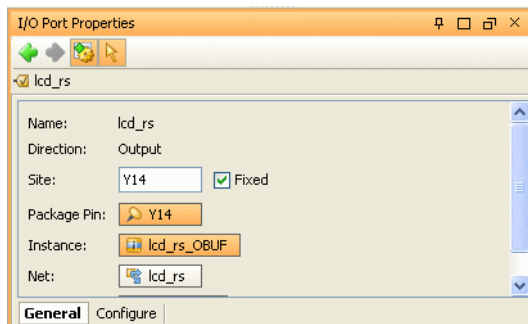 I/O Port Properties
lcd_rs
Name: lcd_rs
Direction: Output
Site: Y14 Fixed
Package Pin: Y14
Instance: lcd_rs_OBUF
Net: lcd_rs
General Configure